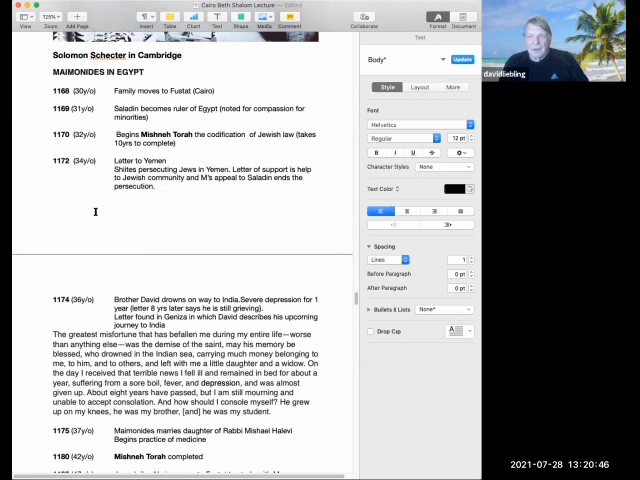 Cairo Beth Shalom Lecture — Edited
125%
View
Zoom
Add Page
Insert
Table
Chart
Text
Shape
Media
Comment
Collaborate
Format
Document
Solomon Schecter in Cambridge
MAIMONIDES IN EGYPT
1168 (30y/o) Family moves to Fustat (Cairo)
1169 (31y/o) Saladin becomes ruler of Egypt (noted for compassion for
minorities)
1170 (32y/o) Begins Mishneh Torah the codification of Jewish law (takes
10yrs to complete)
1172 (34y/o) Letter to Yemen
Shiites persecuting Jews in Yemen. Letter of support is help
to Jewish community and M's appeal to Saladin ends the
persecution.
1174 (36y/o) Brother David drowns on way to India.Severe depression for 1
year (letter 8 yrs later says he is still grieving).
Letter found in Geniza in which David describes his upcoming
journey to India
The greatest misfortune that has befallen me during my entire life—worse
than anything else—was the demise of the saint, may his memory be
blessed, who drowned in the Indian sea, carrying much money belonging to
me, to him, and to others, and left with me a little daughter and a widow. On
the day I received that terrible news I fell ill and remained in bed for about a
year, suffering from a sore boil, fever, and depression, and was almost
given up. About eight years have passed, but I am still mourning and
unable to accept consolation. And how should I console myself? He grew
up on my knees, he was my brother, [and] he was my student.
1175 (37y/o) Maimonides marries daughter of Rabbi Mishael Halevi
Begins practice of medicine
1180 (42y/o) Mishneh Torah completed
Text
Body*
Update
Style
Layout
More
Font
Helvetica
Regular
12 pt
B I U S
Character Styles
None
Text Color
Spacing
Lines
1
Before Paragraph
0 pt
After Paragraph
0 pt
Bullets & Lists
None*
Drop Cap
davidliebling
2021-07-28 13:20:46